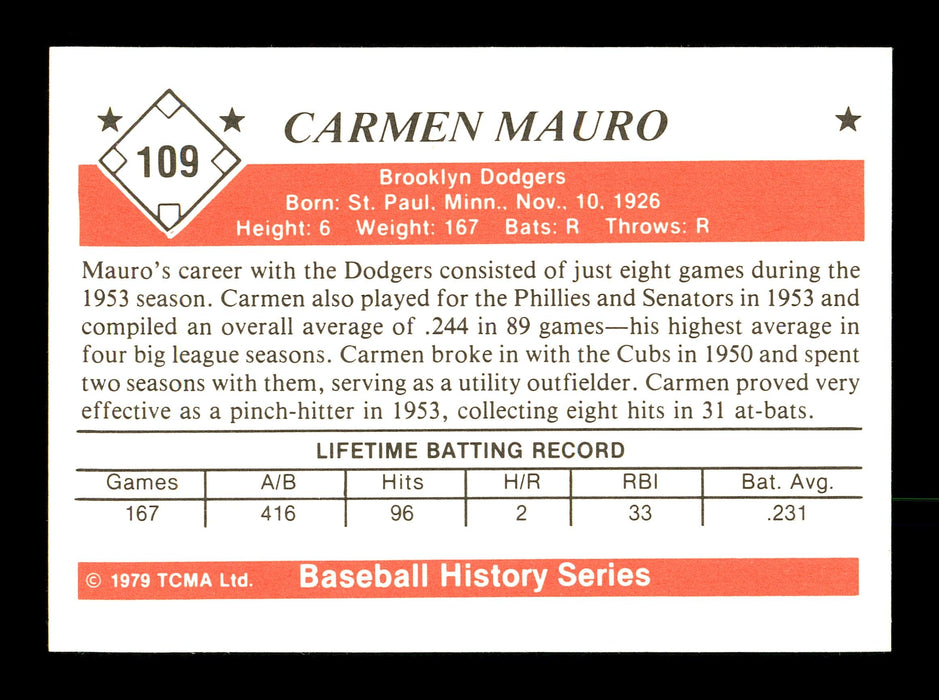 109
CARMEN MAURO
Brooklyn Dodgers
Born: St. Paul, Minn., Nov., 10, 1926
Height: 6 Weight: 167 Bats: R Throws: R
Mauro's career with the Dodgers consisted of just eight games during the
1953 season. Carmen also played for the Phillies and Senators in 1953 and
compiled an overall average of .244 in 89 games—his highest average in
four big league seasons. Carmen broke in with the Cubs in 1950 and spent
two seasons with them, serving as a utility outfielder. Carmen proved very
effective as a pinch-hitter in 1953, collecting eight hits in 31 at-bats.
LIFETIME BATTING RECORD
Games A/B Hits H/R RBI Bat. Avg.
167 416 96 2 33 .231
© 1979 TCMA Ltd. Baseball History Series